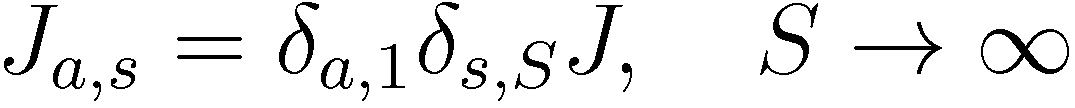 J_{a,s} = δ_{a,1}δ_{s,S}J,    S → ∞